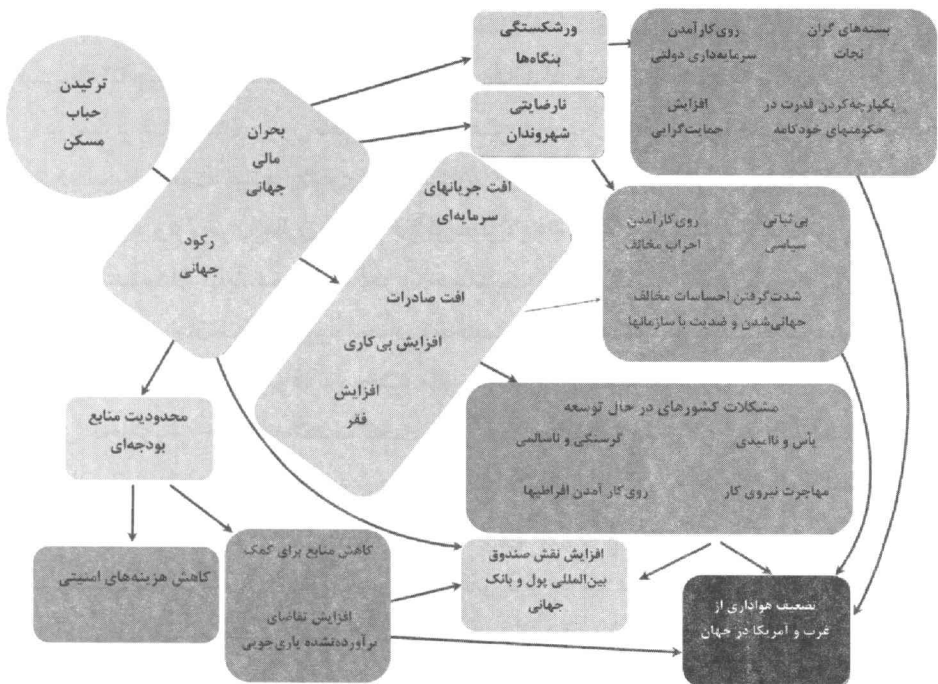 ترکیدن
حباب
مسکن
بحران
مالی
جهانی
رکود
جهانی
ورشکستگی
بنگاه‌ها
نارضایتی
شهروندان
بسته‌های گران
نجات
روی‌کارآمدن
سرمایه‌داری دولتی
یکپارچه‌کردن قدرت در
حکومتهای خودکامه
افزایش
حمایت‌گرایی
افت جریانهای
سرمایه‌ای
افت صادرات
افزایش بی‌کاری
افزایش
فقر
بی‌ثباتی
سیاسی
روی‌کارآمدن
احزاب مخالف
شدت‌گرفتن احساسات مخالف
جهانی‌شدن و ضدیت با سازمانها
مشکلات کشورهای در حال توسعه
یأس و ناامیدی
گرسنگی و ناسالمی
مهاجرت نیروی کار
روی‌کار آمدن افراطیها
محدودیت منابع
بودجه‌ای
کاهش هزینه‌های امنیتی
کاهش منابع برای کمک
افزایش تقاضای
برآورده‌نشده یاری‌جویی
افزایش نقش صندوق
بین‌المللی پول و بانک
جهانی
تضعیف هواداری از
غرب و آمریکا در جهان